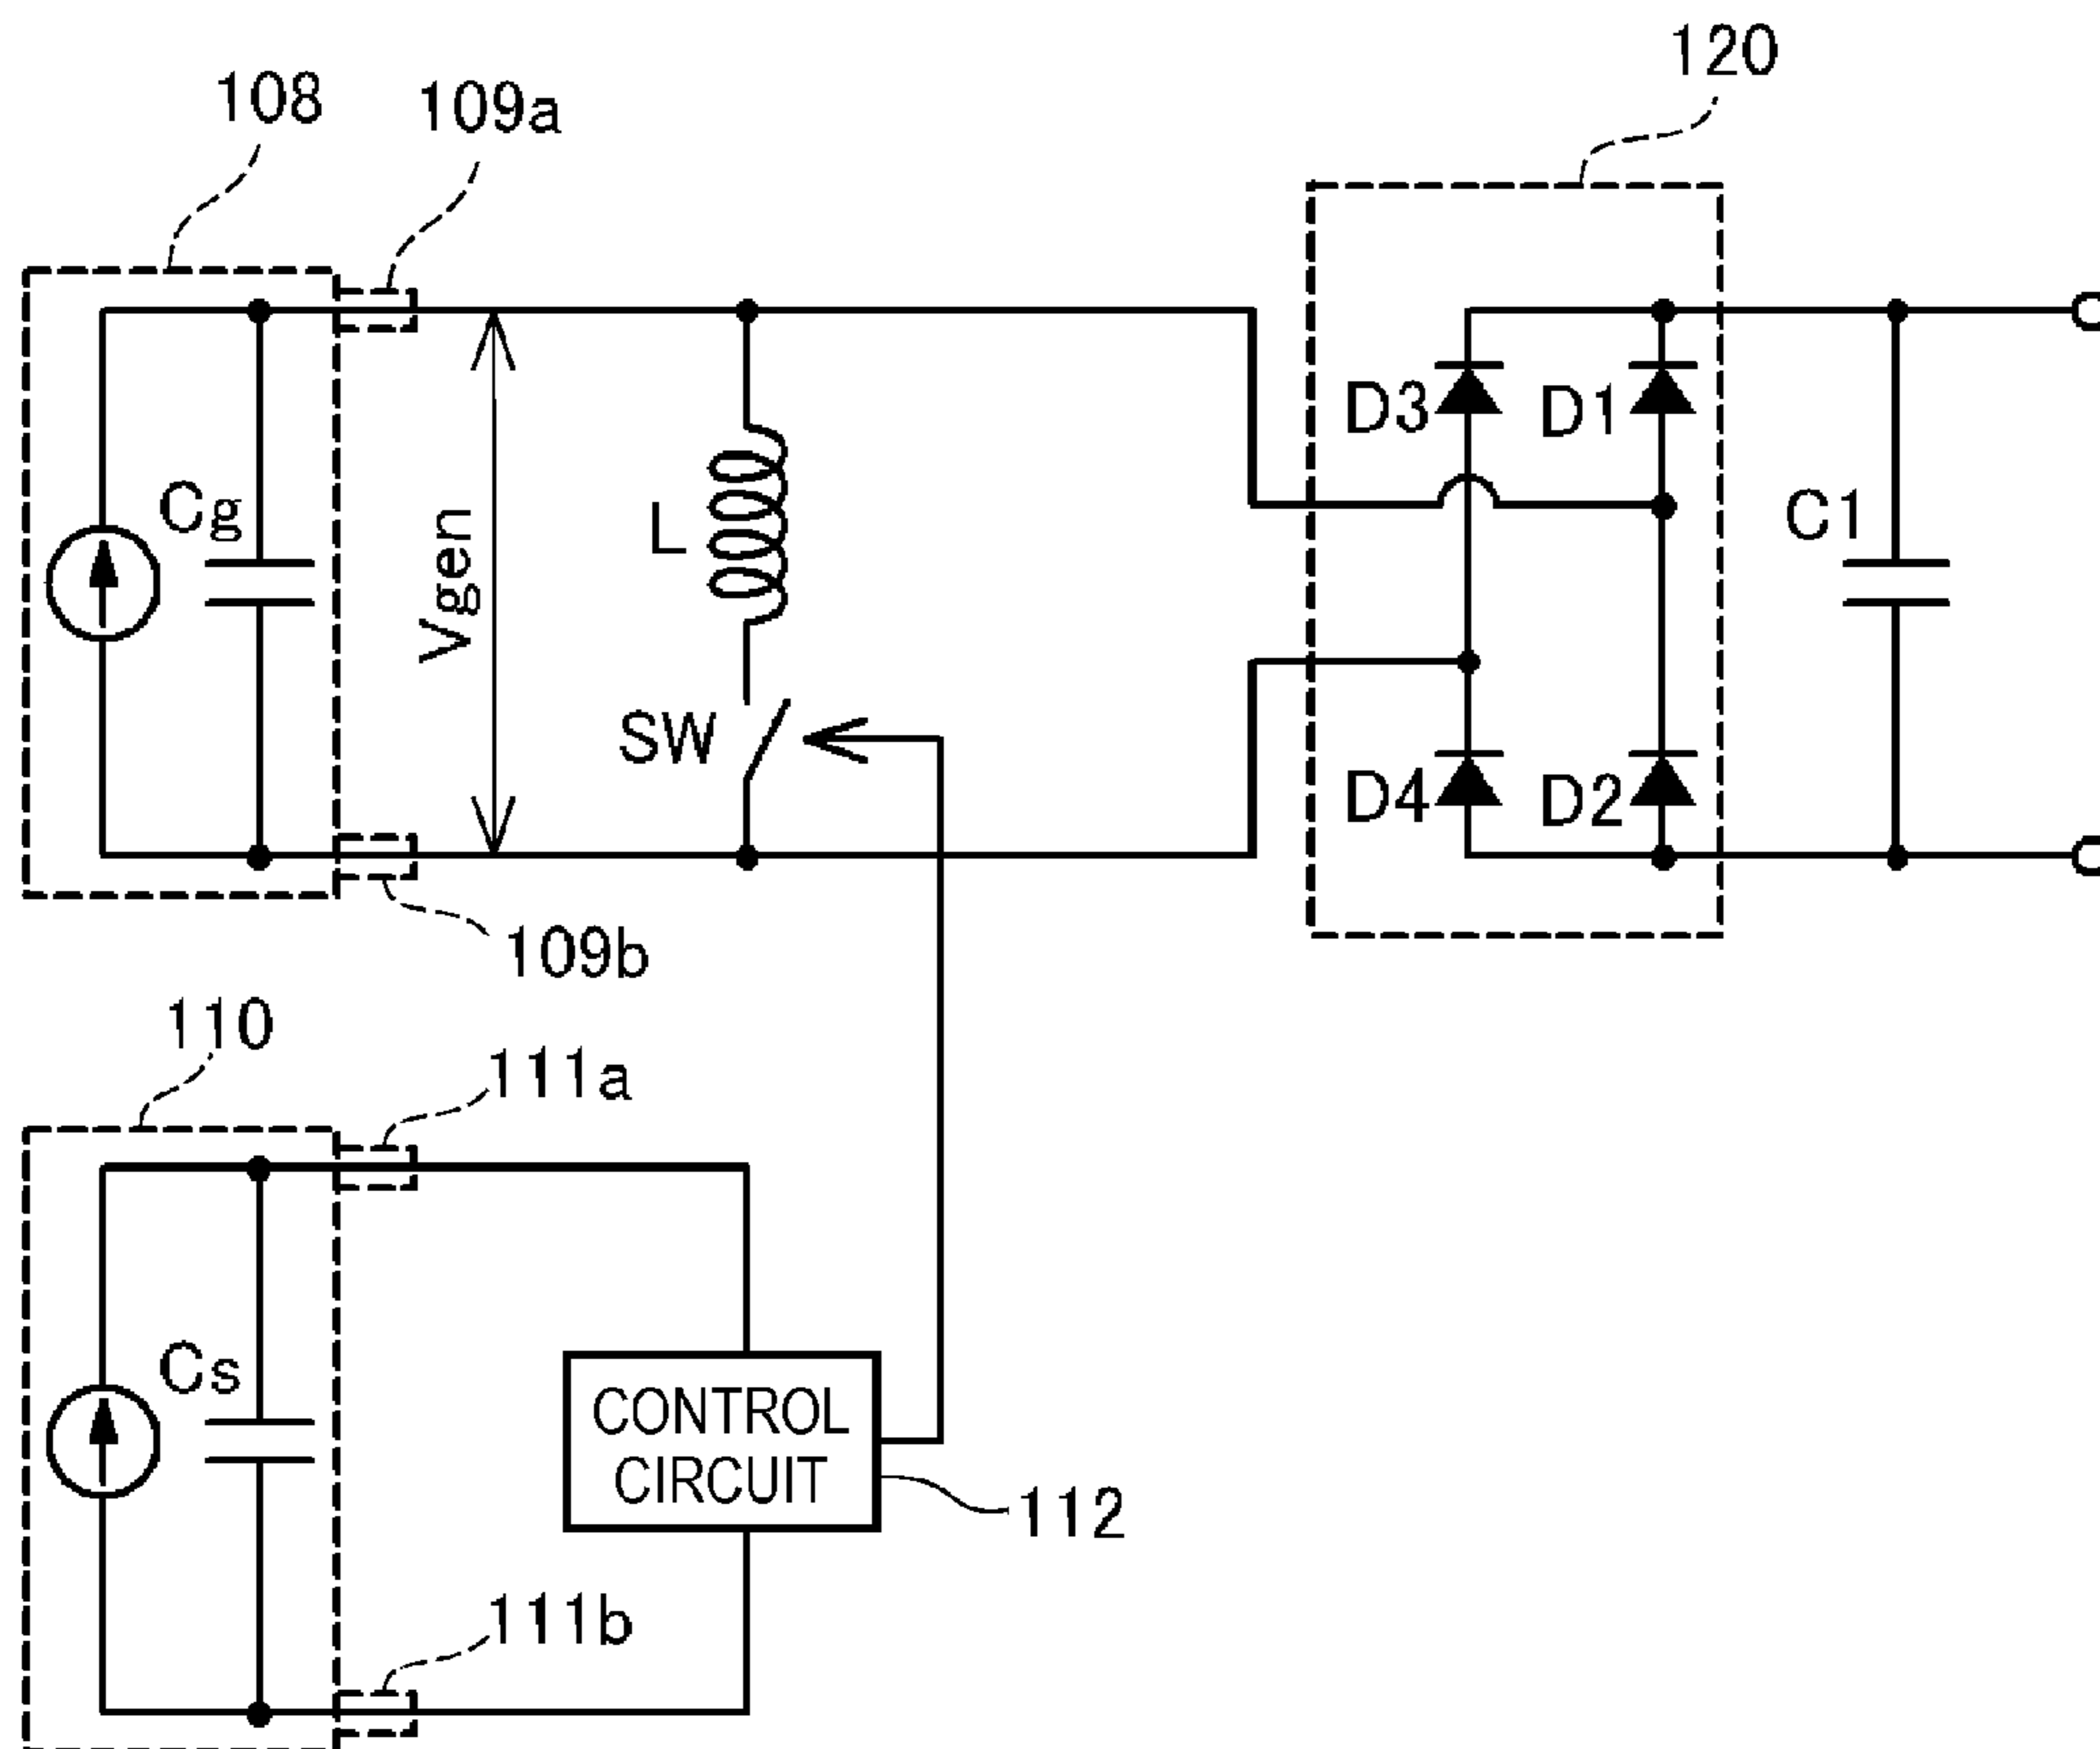 120
108
109a
D3
D1
Cg
L
C1
Vgen
SW
D4
D2
109b
110
111a
Cs
CONTROL
CIRCUIT
112
111b